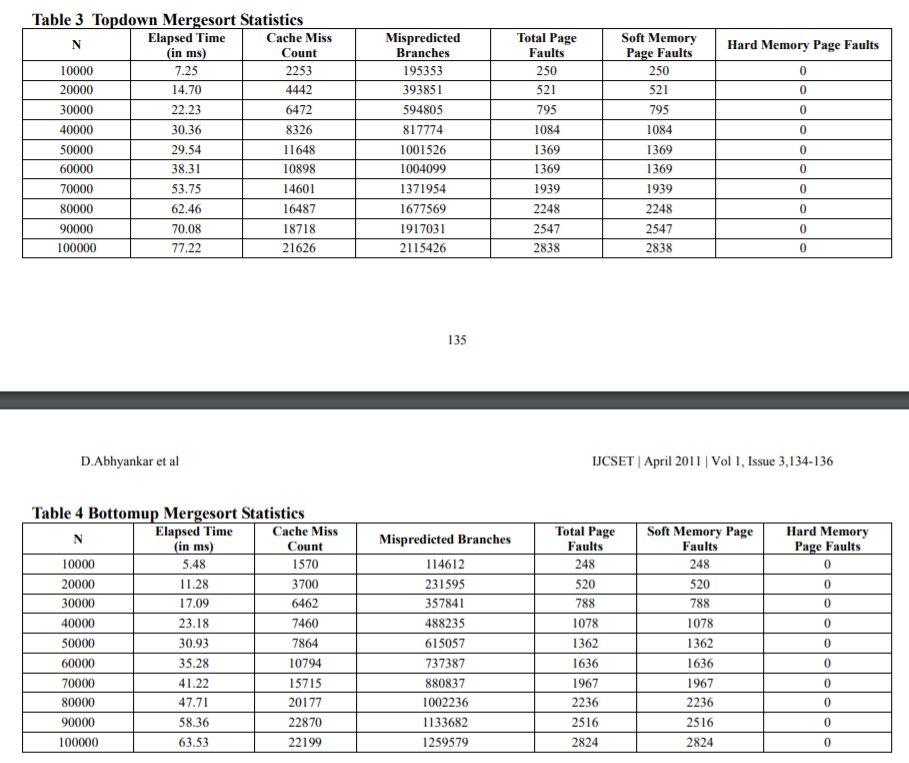 Table 3 Topdown Mergesort Statistics
N Elapsed Time (in ms) Cache Miss Count Mispredicted Branches Total Page Faults Soft Memory Page Faults Hard Memory Page Faults
10000 7.25 2253 195353 250 250 0
20000 14.70 4442 393851 521 521 0
30000 22.23 6472 594805 795 795 0
40000 30.36 8326 817774 1084 1084 0
50000 29.54 11648 1001526 1369 1369 0
60000 38.31 10898 1004099 1369 1369 0
70000 53.75 14601 1371954 1939 1939 0
80000 62.46 16487 1677569 2248 2248 0
90000 70.08 18718 1917031 2547 2547 0
100000 77.22 21626 2115426 2838 2838 0
135
D.Abhyankar et al IJCSET | April 2011 | Vol 1, Issue 3,134-136
Table 4 Bottomup Mergesort Statistics
N Elapsed Time (in ms) Cache Miss Count Mispredicted Branches Total Page Faults Soft Memory Page Faults Hard Memory Page Faults
10000 5.48 1570 114612 248 248 0
20000 11.28 3700 231595 520 520 0
30000 17.09 6462 357841 788 788 0
40000 23.18 7460 488235 1078 1078 0
50000 30.93 7864 615057 1362 1362 0
60000 35.28 10794 737387 1636 1636 0
70000 41.22 15715 880837 1967 1967 0
80000 47.71 20177 1002236 2236 2236 0
90000 58.36 22870 1133682 2516 2516 0
100000 63.53 22199 1259579 2824 2824 0